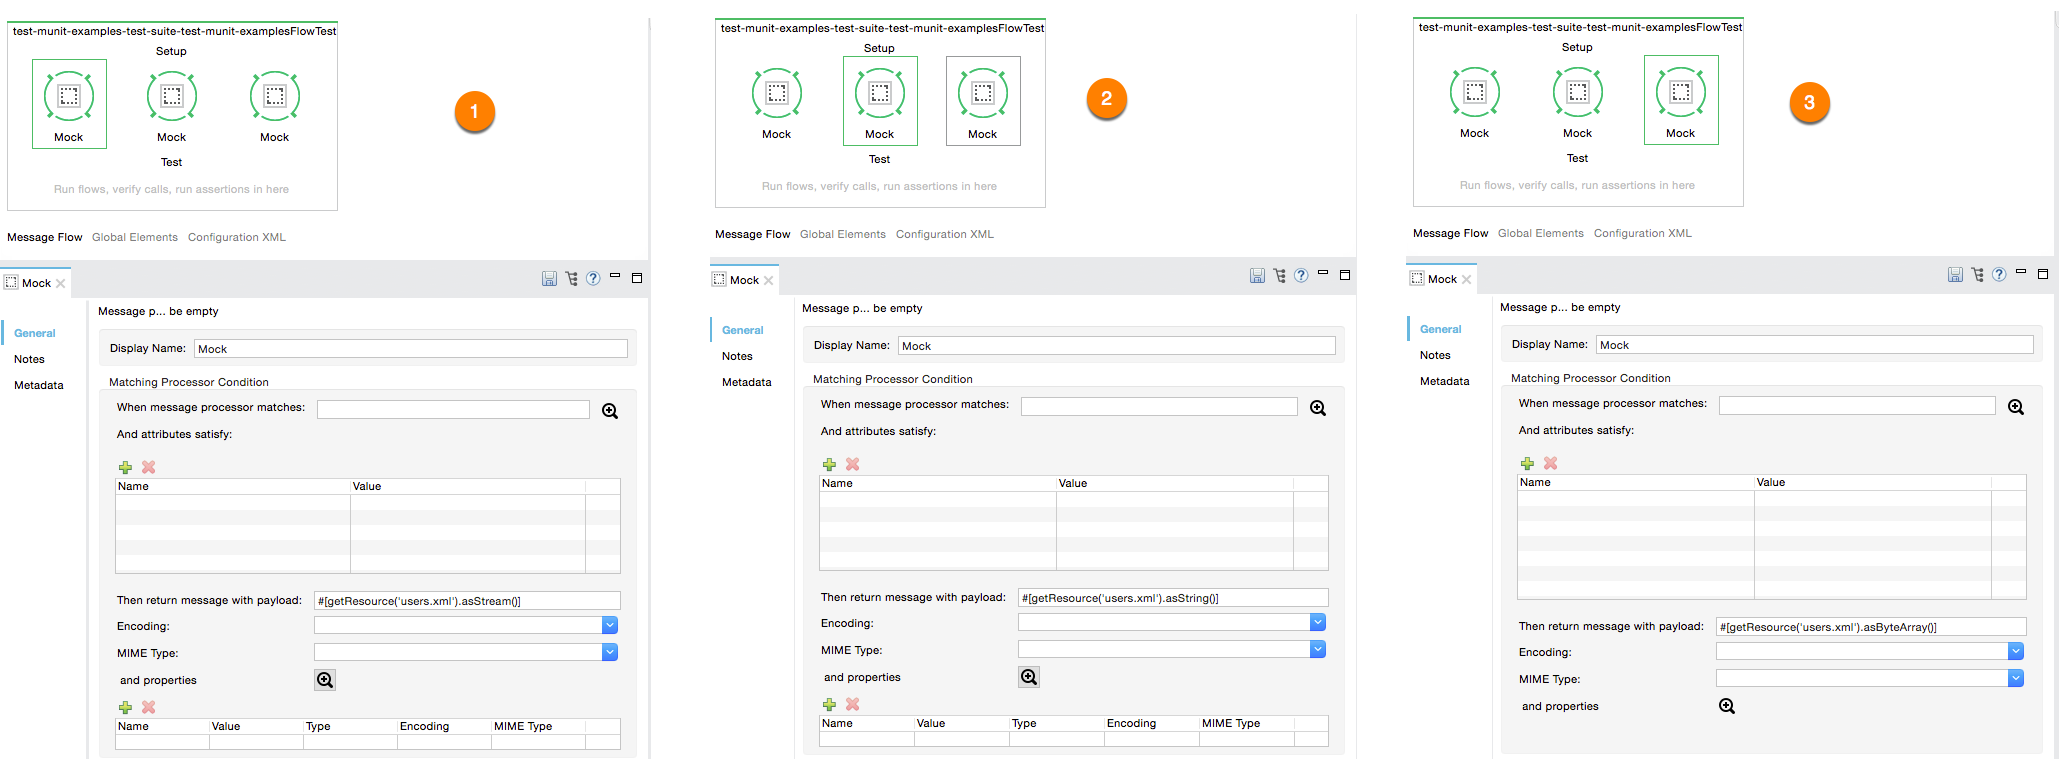 test-munit-examples-test-suite-test-munit-examplesFlowTest
Setup
Mock Mock Mock
Test
Run flows, verify calls, run assertions in here
1
Message Flow Global Elements Configuration XML
Mock
General
Notes
Metadata
Message p... be empty
Display Name: Mock
Matching Processor Condition
When message processor matches:
And attributes satisfy:
Name Value
Then return message with payload: #[getResource('users.xml').asStream()]
Encoding:
MIME Type:
and properties
Name Value Type Encoding MIME Type
test-munit-examples-test-suite-test-munit-examplesFlowTest
Setup
Mock Mock Mock
Test
Run flows, verify calls, run assertions in here
2
Message Flow Global Elements Configuration XML
Mock
General
Notes
Metadata
Message p... be empty
Display Name: Mock
Matching Processor Condition
When message processor matches:
And attributes satisfy:
Name Value
Then return message with payload: #[getResource('users.xml').asString()]
Encoding:
MIME Type:
and properties
Name Value Type Encoding MIME Type
test-munit-examples-test-suite-test-munit-examplesFlowTest
Setup
Mock Mock Mock
Test
Run flows, verify calls, run assertions in here
3
Message Flow Global Elements Configuration XML
Mock
General
Notes
Metadata
Message p... be empty
Display Name: Mock
Matching Processor Condition
When message processor matches:
And attributes satisfy:
Name Value
Then return message with payload: #[getResource('users.xml').asByteArray()]
Encoding:
MIME Type:
and properties